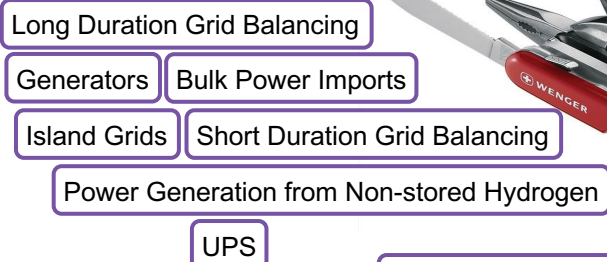 Long Duration Grid Balancing
Generators Bulk Power Imports
WENGER
Island Grids Short Duration Grid Balancing
Power Generation from Non-stored Hydrogen
UPS